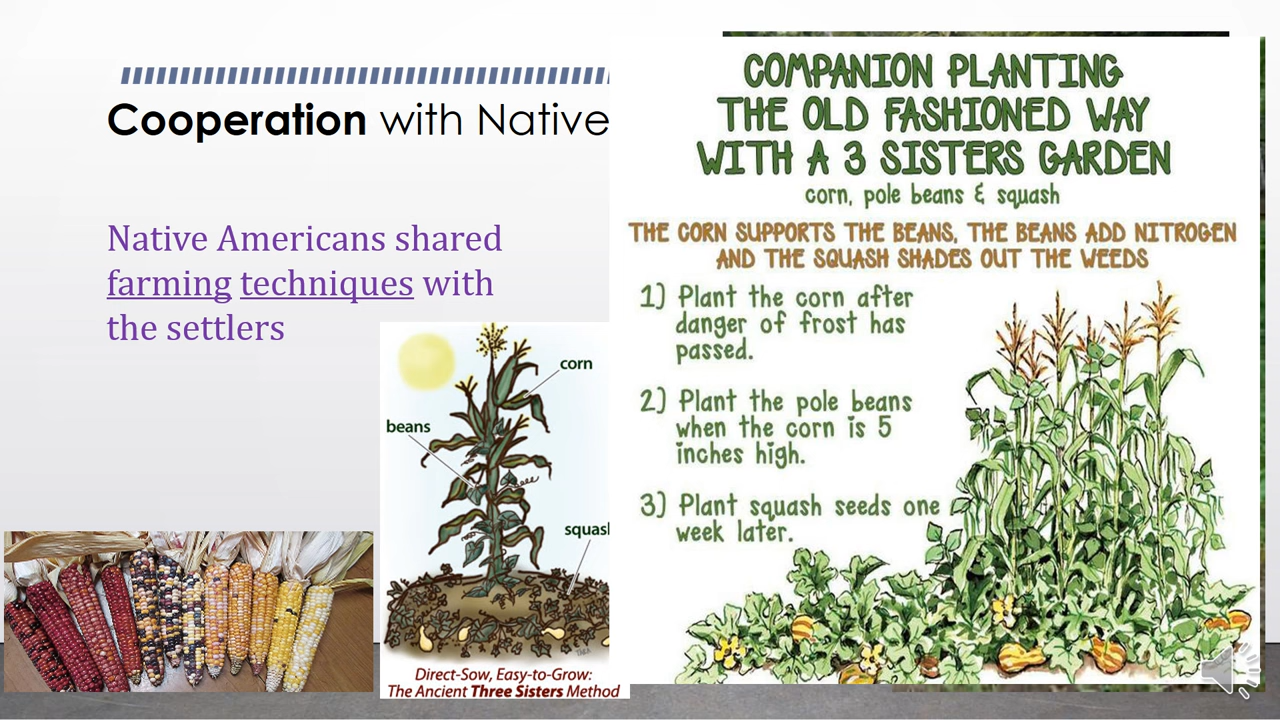 Cooperation with Native
Native Americans shared
farming techniques with
the settlers
corn
beans
squash
Direct-Sow, Easy-to-Grow:
The Ancient Three Sisters Method
COMPANION PLANTING
THE OLD FASHIONED WAY
WITH A 3 SISTERS GARDEN
corn, pole beans & squash
THE CORN SUPPORTS THE BEANS, THE BEANS ADD NITROGEN
AND THE SQUASH SHADES OUT THE WEEDS
1) Plant the corn after
danger of frost has
passed.
2) Plant the pole beans
when the corn is 5
inches high.
3) Plant squash seeds one
week later.